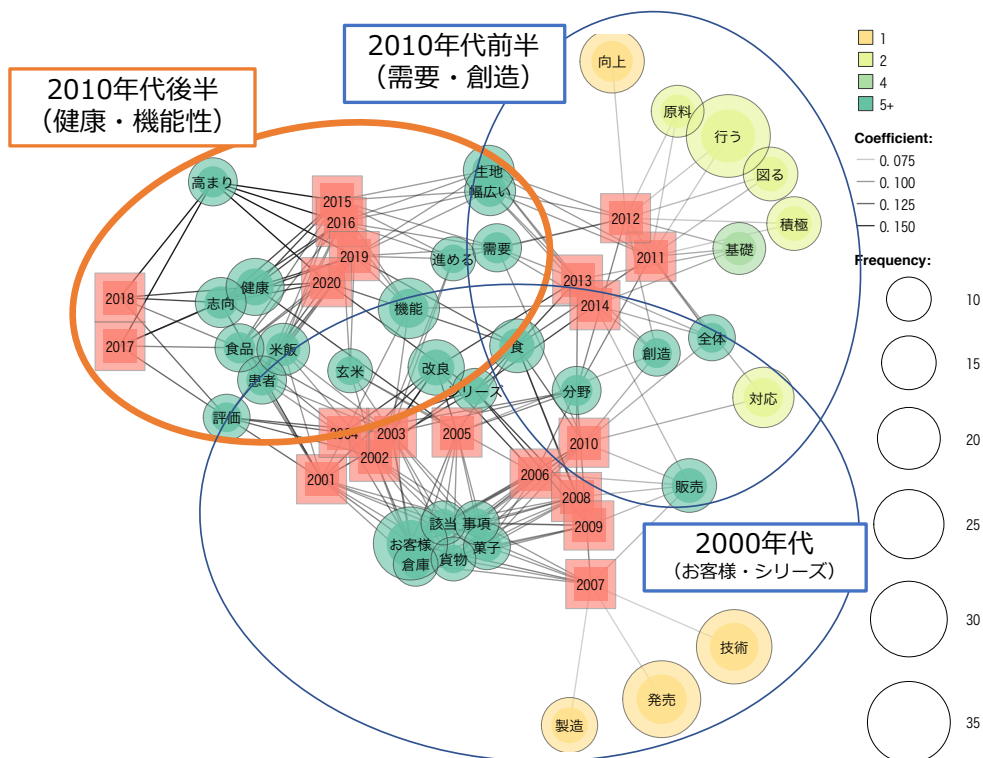 2010年代前半
（需要・創造）
2010年代後半
（健康・機能性）
2000年代
（お客様・シリーズ）
向上
原料
行う
図る
積極
基礎
高まり
生地
幅広い
2015
2016
2012
2019
2011
進める
需要
2018
健康
2020
2013
志向
機能
2014
2017
食品
米飯
食
創造
全体
患者
玄米
改良
シリーズ
分野
対応
評価
2004
2003
2005
2010
2002
2001
2006
2008
販売
該当
事項
2009
お客様
菓子
倉庫
貨物
2007
技術
発売
製造
1
2
4
5+
Coefficient:
0. 075
0. 100
0. 125
0. 150
Frequency:
10
15
20
25
30
35